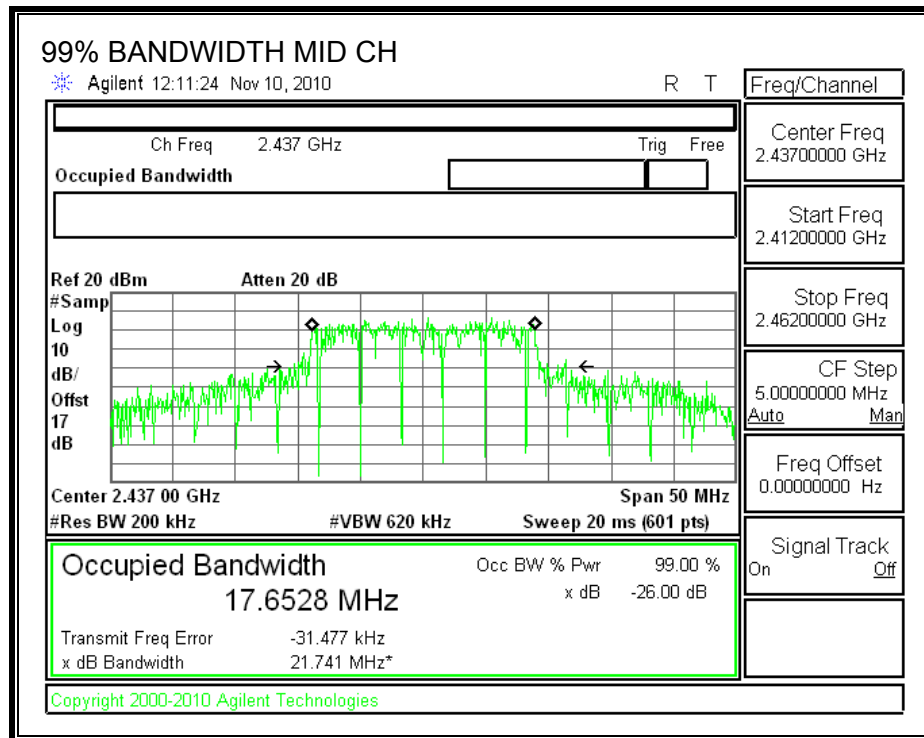 99% BANDWIDTH MID CH
Agilent 12:11:24 Nov 10, 2010 R T
Freq/Channel
Ch Freq 2.437 GHz Trig Free
Occupied Bandwidth
Center Freq
2.43700000 GHz
Start Freq
2.41200000 GHz
Stop Freq
2.46200000 GHz
CF Step
5.00000000 MHz
Auto Man
Freq Offset
0.00000000 Hz
Signal Track
On Off
Ref 20 dBm Atten 20 dB
#Samp
Log
10
dB/
Offst
17
dB
Center 2.437 00 GHz Span 50 MHz
#Res BW 200 kHz #VBW 620 kHz Sweep 20 ms (601 pts)
Occupied Bandwidth Occ BW % Pwr 99.00 %
17.6528 MHz x dB -26.00 dB
Transmit Freq Error -31.477 kHz
x dB Bandwidth 21.741 MHz*
Copyright 2000-2010 Agilent Technologies